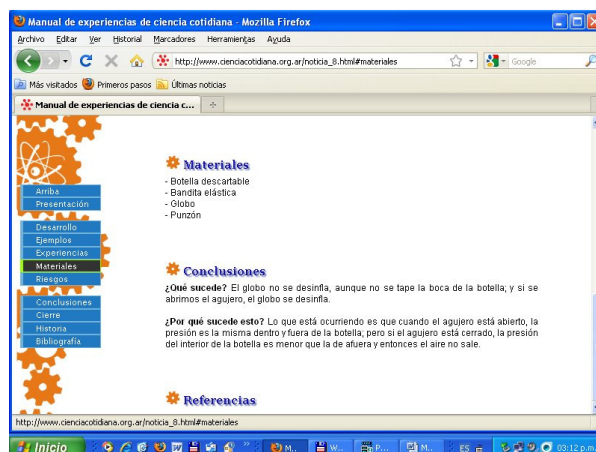 Manual de experiencias de ciencia cotidiana - Mozilla Firefox
Archivo Editar Ver Historial Marcadores Herramientas Ayuda
http://www.cienciacotidiana.org.ar/noticia_8.html#materiales
Google
Más visitados Primeros pasos Últimas noticias
Manual de experiencias de ciencia c...
Arriba
Presentación
Desarrollo
Ejemplos
Experiencias
Materiales
Riesgos
Conclusiones
Cierre
Historia
Bibliografía
Materiales
- Botella descartable
- Bandita elástica
- Globo
- Punzón
Conclusiones
¿Qué sucede? El globo no se desinfla, aunque no se tape la boca de la botella; y si se
abrimos el agujero, el globo se desinfla.
¿Por qué sucede esto? Lo que está ocurriendo es que cuando el agujero está abierto, la
presión es la misma dentro y fuera de la botella; pero si el agujero está cerrado, la presión
del interior de la botella es menor que la de afuera y entonces el aire no sale.
Referencias
http://www.cienciacotidiana.org.ar/noticia_8.html#materiales
Inicio M.. W.. P... M.. ES 03:12 p.m.